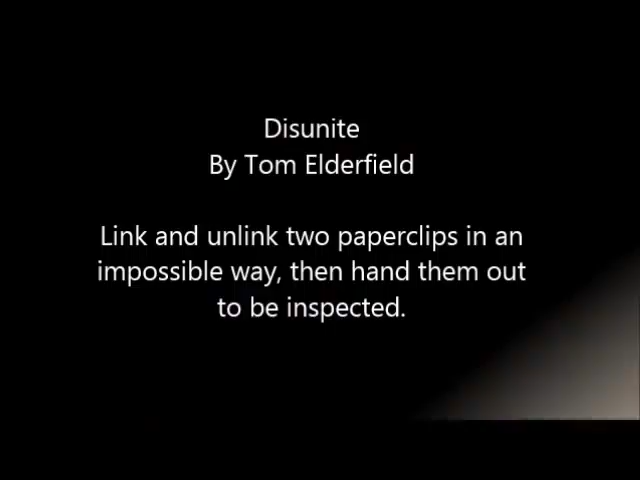 Disunite
By Tom Elderfield
Link and unlink two paperclips in an
impossible way, then hand them out
to be inspected.